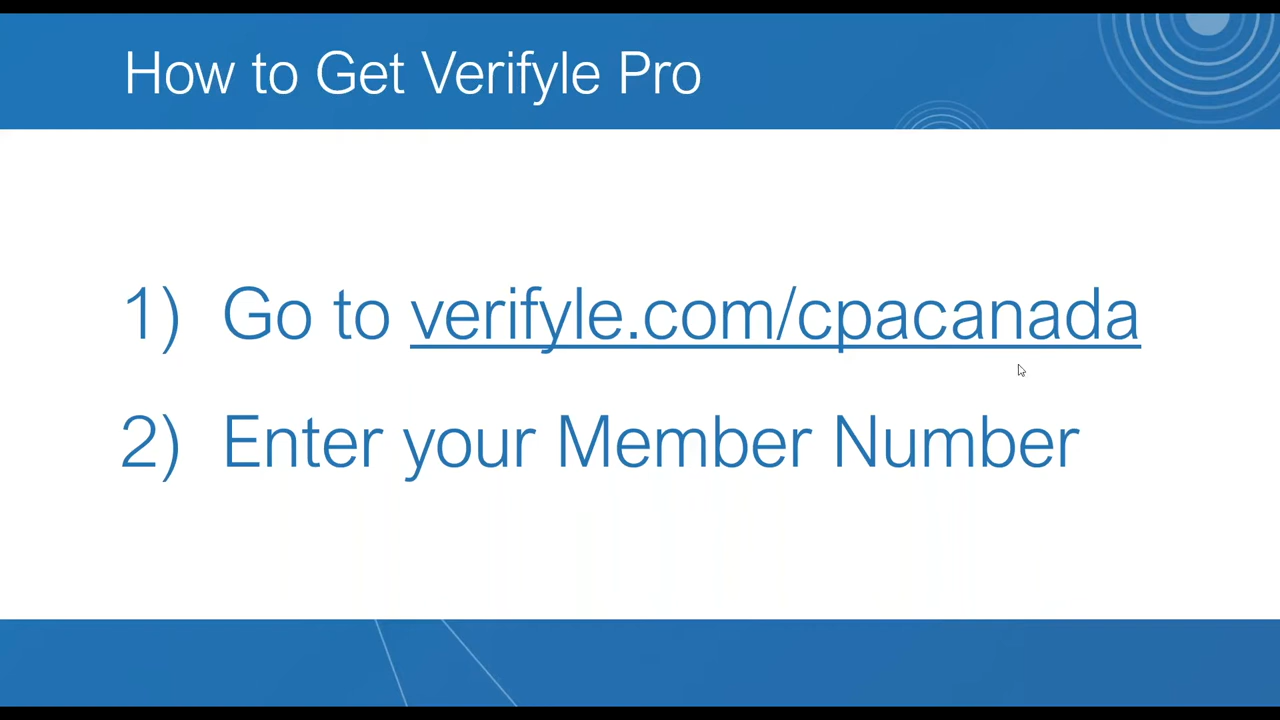 How to Get Verifyle Pro
1) Go to verifyle.com/cpacanada
2) Enter your Member Number